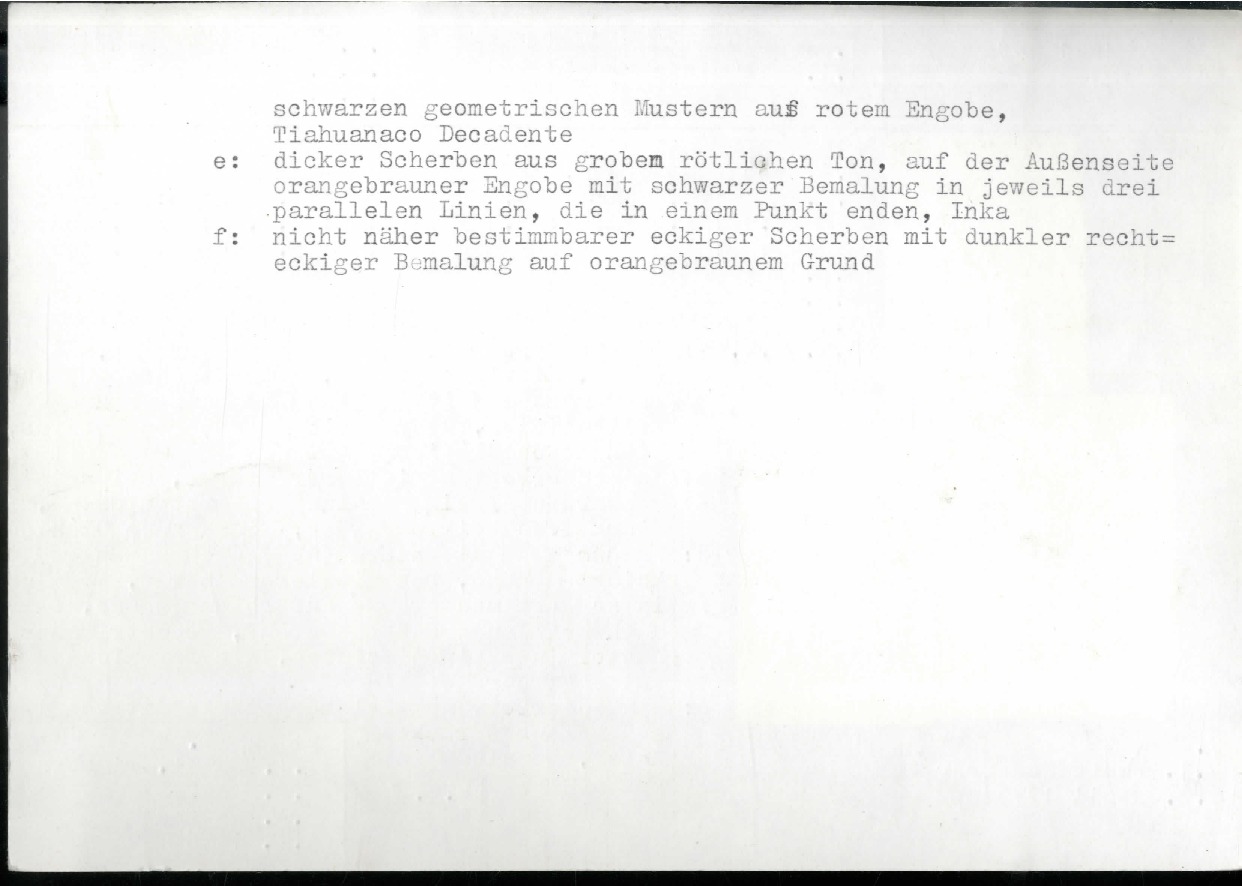 schwarzen geometrischen Mustern auf rotem Engobe,
Tiahuanaco Decadente
e: dicker Scherben aus grobem rötlichen Ton, auf der Außenseite
orangebrauner Engobe mit schwarzer Bemalung in jeweils drei
parallelen Linien, die in einem Punkt enden, Inka
f: nicht näher bestimmbarer eckiger Scherben mit dunkler recht=
eckiger Bemalung auf orangebraunem Grund